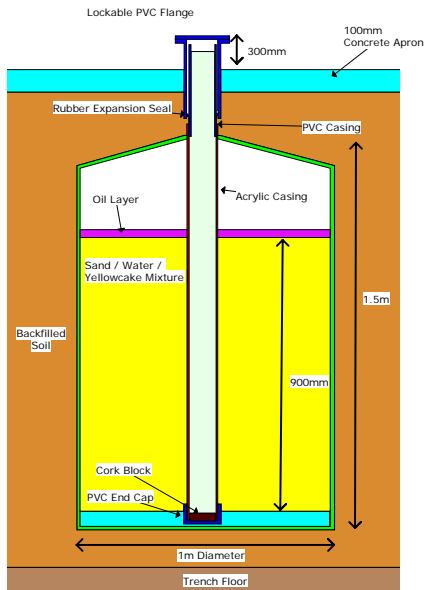 Lockable PVC Flange
100mm
Concrete Apron
300mm
Rubber Expansion Seal
PVC Casing
Oil Layer
Acrylic Casing
Sand / Water /
Yellowcake Mixture
1.5m
Backfilled
Soil
900mm
Cork Block
PVC End Cap
1m Diameter
Trench Floor